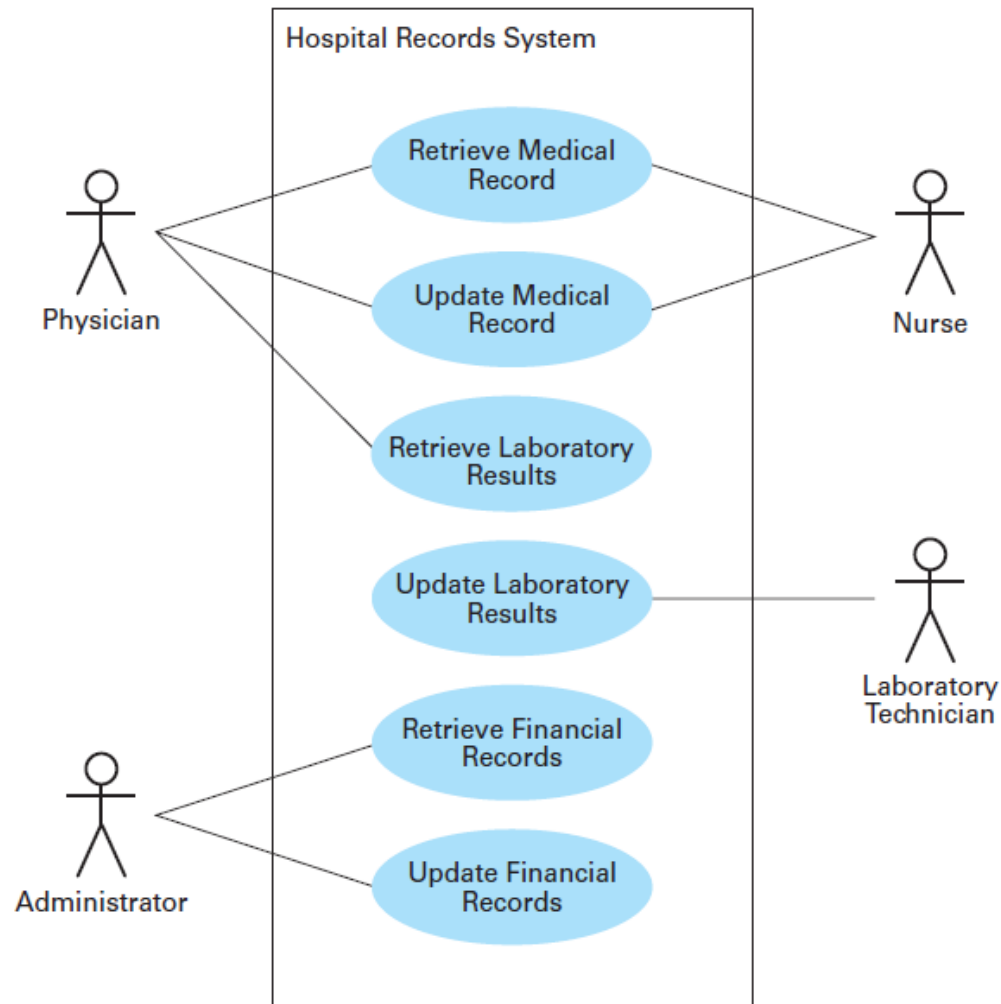 Hospital Records System
Retrieve Medical
Record
Physician
Update Medical
Record
Nurse
Retrieve Laboratory
Results
Update Laboratory
Results
Laboratory
Technician
Retrieve Financial
Records
Update Financial
Records
Administrator